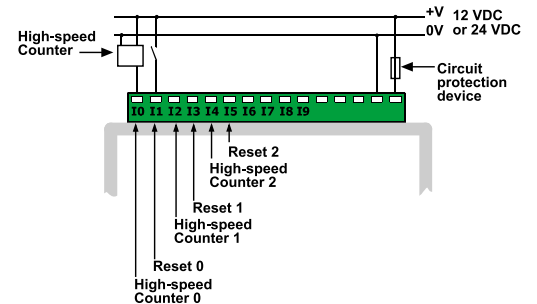 +V 12 VDC
0V or 24 VDC
High-speed
Counter
Circuit
protection
device
I0 I1 I2 I3 I4 I5 I6 I7 I8 I9
Reset 2
High-speed
Counter 2
Reset 1
High-speed
Counter 1
Reset 0
High-speed
Counter 0